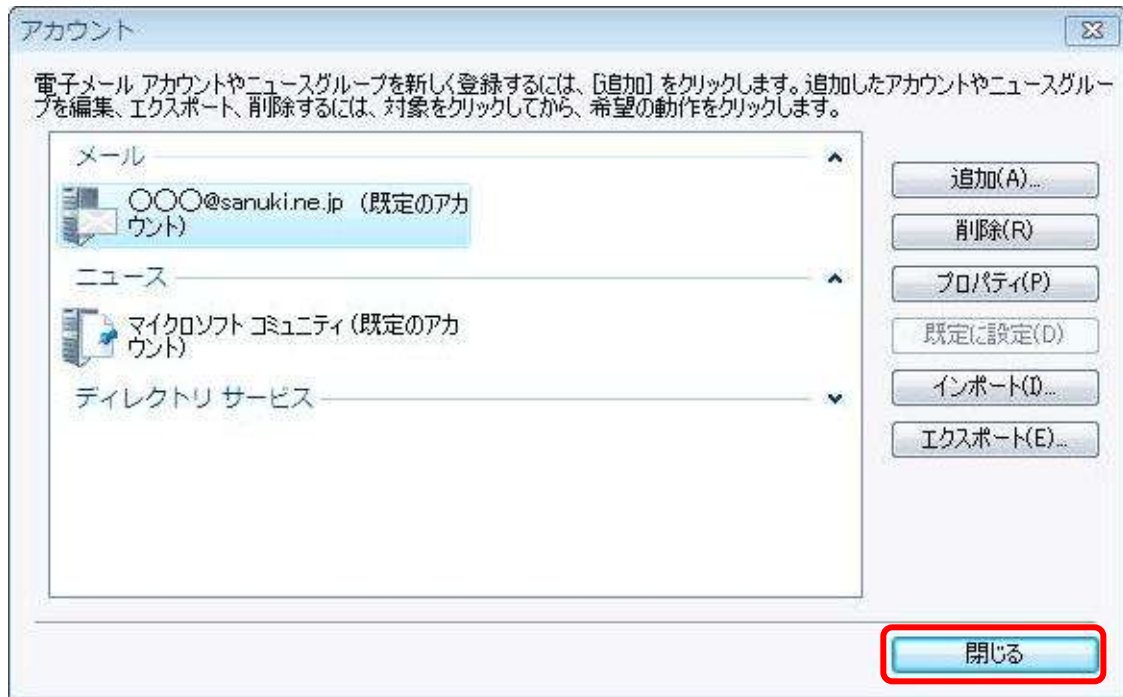 アカウント
電子メール アカウントやニュースグループを新しく登録するには、[追加] をクリックします。追加したアカウントやニュースグルー
プを編集、エクスポート、削除するには、対象をクリックしてから、希望の動作をクリックします。
メール
〇〇〇@sanuki.ne.jp (既定のアカ
ウント)
ニュース
マイクロソフト コミュニティ (既定のアカ
ウント)
ディレクトリ サービス
追加(A)...
削除(R)
プロパティ(P)
既定に設定(D)
インポート(I)...
エクスポート(E)...
閉じる